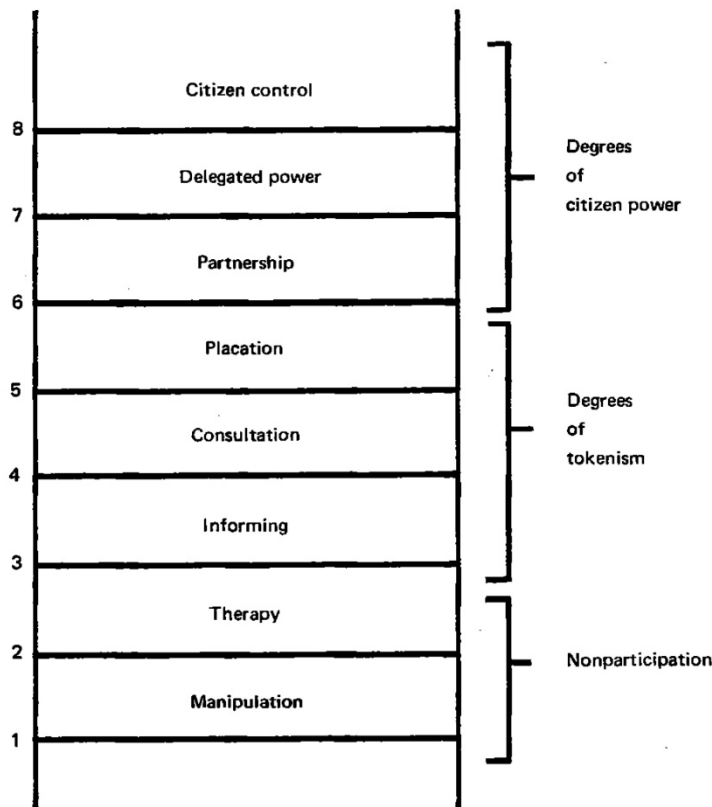 Citizen control
8
Delegated power
7
Partnership
6
Placation
5
Consultation
4
Informing
3
Therapy
2
Manipulation
1
Degrees
of
citizen power
Degrees
of
tokenism
Nonparticipation